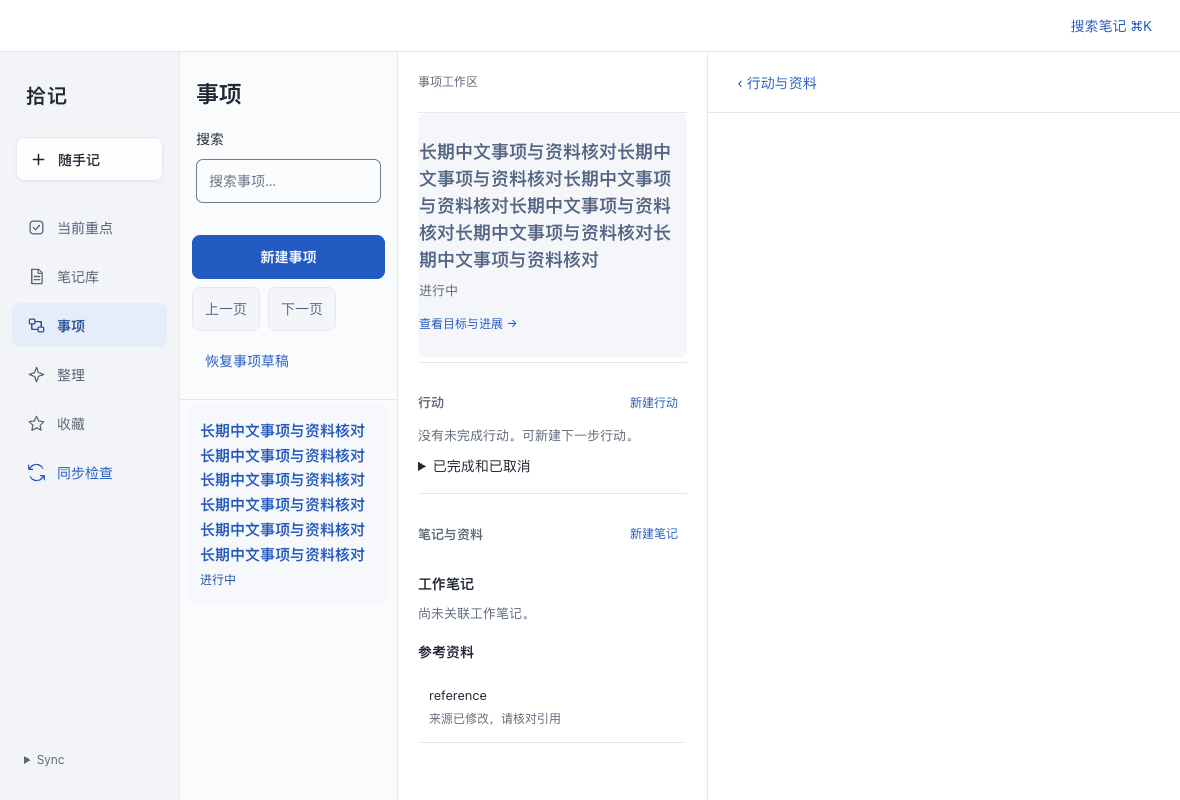 搜索笔记 ⌘K
拾记
+ 随手记
当前重点
笔记库
事项
整理
收藏
同步检查
Sync
事项
搜索
搜索事项...
新建事项
上一页
下一页
恢复事项草稿
长期中文事项与资料核对
长期中文事项与资料核对
长期中文事项与资料核对
长期中文事项与资料核对
长期中文事项与资料核对
长期中文事项与资料核对
进行中
事项工作区
长期中文事项与资料核对长期中
文事项与资料核对长期中文事项
与资料核对长期中文事项与资料
核对长期中文事项与资料核对长
期中文事项与资料核对
进行中
查看目标与进展 →
行动
新建行动
没有未完成行动。可新建下一步行动。
已完成和已取消
笔记与资料
新建笔记
工作笔记
尚未关联工作笔记。
参考资料
reference
来源已修改，请核对引用
‹ 行动与资料